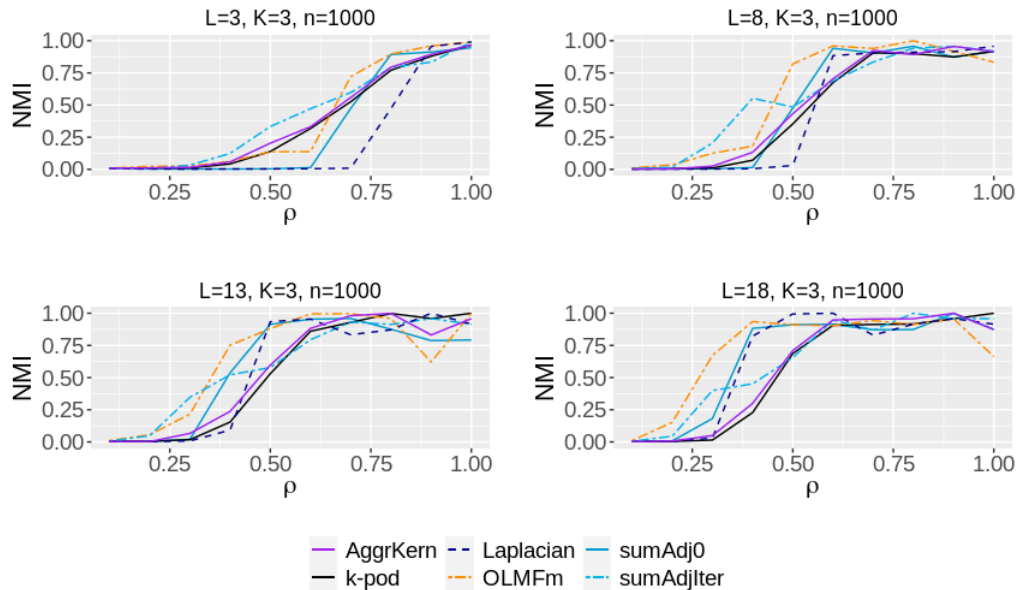 L=3, K=3, n=1000
L=8, K=3, n=1000
NMI
1.00
0.75
0.50
0.25
0.00
0.25 0.50 0.75 1.00
ρ
NMI
1.00
0.75
0.50
0.25
0.00
0.25 0.50 0.75 1.00
ρ
L=13, K=3, n=1000
L=18, K=3, n=1000
NMI
1.00
0.75
0.50
0.25
0.00
0.25 0.50 0.75 1.00
ρ
NMI
1.00
0.75
0.50
0.25
0.00
0.25 0.50 0.75 1.00
ρ
AggrKern Laplacian sumAdj0
k-pod OLMFm sumAdjIter